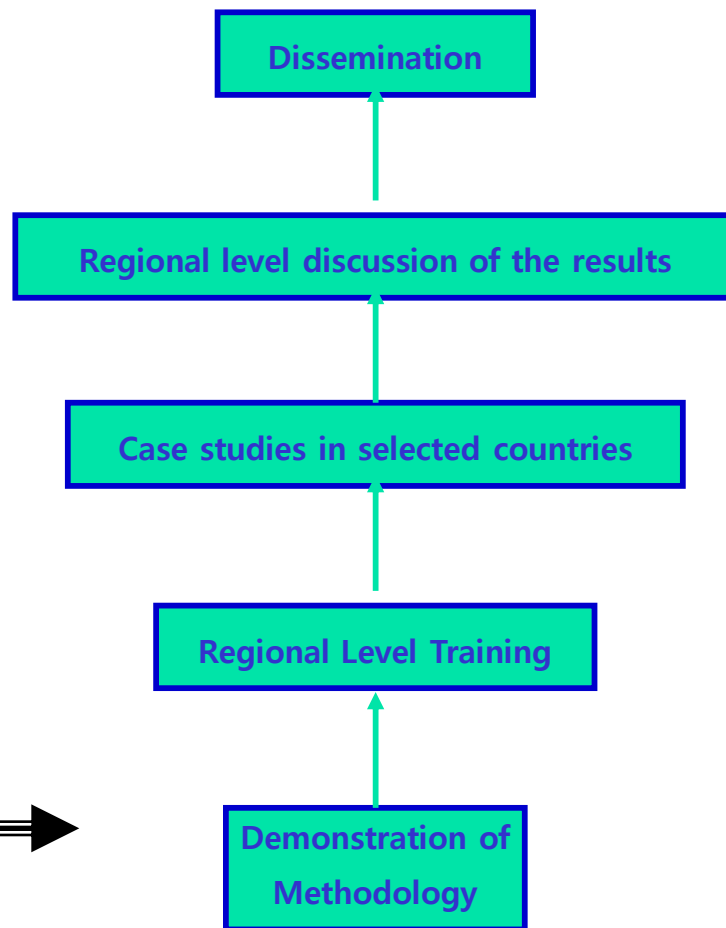 Dissemination
Regional level discussion of the results
Case studies in selected countries
Regional Level Training
Demonstration of
Methodology